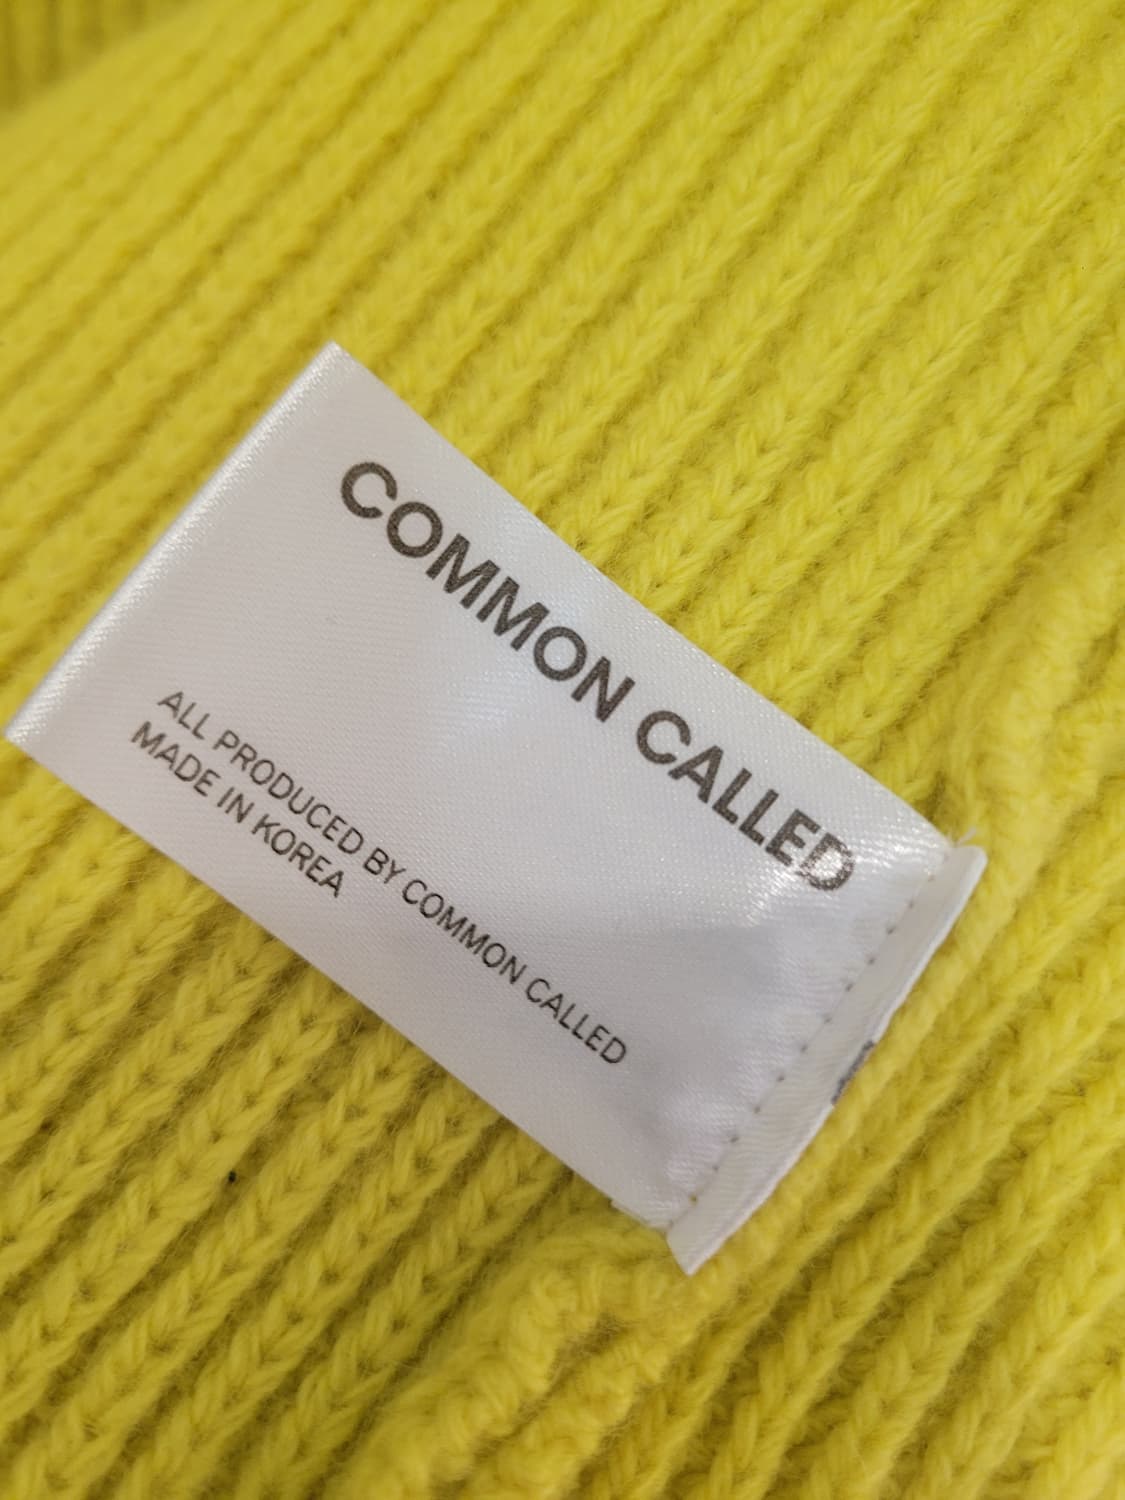 COMMON CALLED
ALL PRODUCED BY COMMON CALLED
MADE IN KOREA